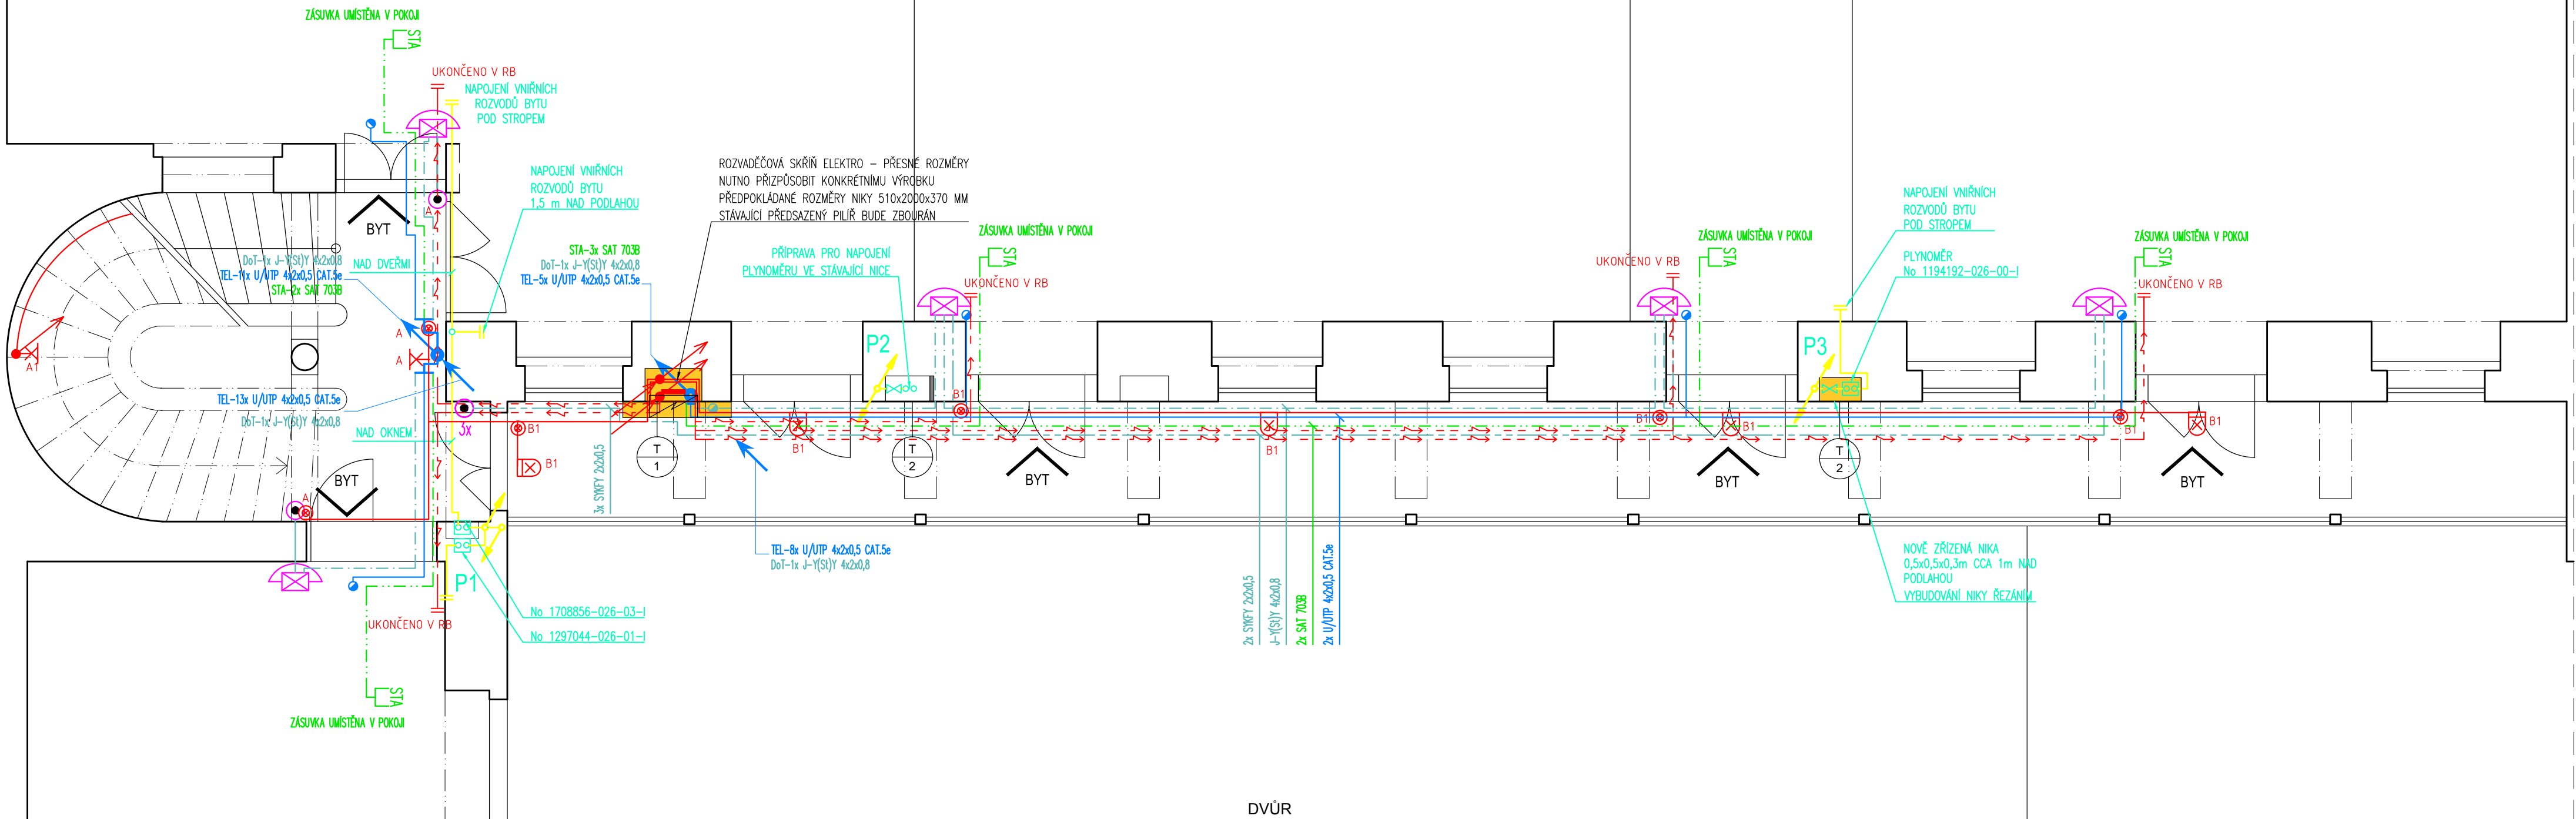 ZÁSUVKA UMÍSTĚNA V POKOJI
STA
UKONČENO V RB
NAPOJENÍ VNIŘNÍCH
ROZVODŮ BYTU
POD STROPEM
NAPOJENÍ VNIŘNÍCH
ROZVODŮ BYTU
1,5 m NAD PODLAHOU
ROZVADĚČOVÁ SKŘÍŇ ELEKTRO – PŘESNÉ ROZMĚRY
NUTNO PŘIZPŮSOBIT KONKRÉTNÍMU VÝROBKU
PŘEDPOKLÁDANÉ ROZMĚRY NIKY 510x2000x370 MM
STÁVAJÍCÍ PŘEDSAZENÝ PILÍŘ BUDE ZBOURÁN
A
BYT
DoT-1x J-Y(St)Y 4x2x0,8
TEL-11x U/UTP 4x2x0,5 CAT.5e
STA-2x SAT 703B
NAD DVEŘMI
STA-3x SAT 703B
DoT-1x J-Y(St)Y 4x2x0,8
TEL-5x U/UTP 4x2x0,5 CAT.5e
PŘÍPRAVA PRO NAPOJENÍ
PLYNOMĚRU VE STÁVAJÍCÍ NICE
ZÁSUVKA UMÍSTĚNA V POKOJI
STA
UKONČENO V RB
ZÁSUVKA UMÍSTĚNA V POKOJI
STA
UKONČENO V RB
NAPOJENÍ VNIŘNÍCH
ROZVODŮ BYTU
POD STROPEM
PLYNOMĚR
No 1194192-026-00-I
ZÁSUVKA UMÍSTĚNA V POKOJI
STA
UKONČENO V RB
A
A
A1
P2
P3
TEL-13x U/UTP 4x2x0,5 CAT.5e
DoT-1x J-Y(St)Y 4x2x0,8
NAD OKNEM
3x
B1
B1
B1
B1
B1
B1
B1
B1
B1
T
1
T
2
T
2
BYT
BYT
BYT
BYT
A
3x SYKFY 2x2x0,5
TEL-8x U/UTP 4x2x0,5 CAT.5e
DoT-1x J-Y(St)Y 4x2x0,8
P1
No 1708856-026-03-I
No 1297044-026-01-I
UKONČENO V RB
STA
ZÁSUVKA UMÍSTĚNA V POKOJI
2x SYKFY 2x2x0,5
J-Y(St)Y 4x2x0,8
2x SAT 703B
2x U/UTP 4x2x0,5 CAT.5e
NOVĚ ZŘÍZENÁ NIKA
0,5x0,5x0,3m CCA 1m NAD
PODLAHOU
VYBUDOVÁNÍ NIKY ŘEZÁNÍM
DVŮR